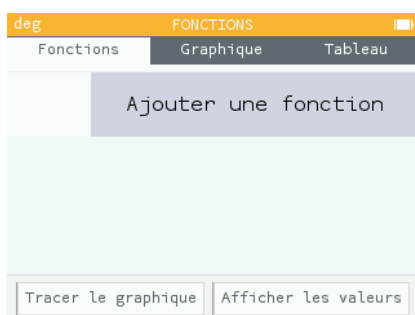 deg FONCTIONS
Fonctions Graphique Tableau
Ajouter une fonction
Tracer le graphique Afficher les valeurs